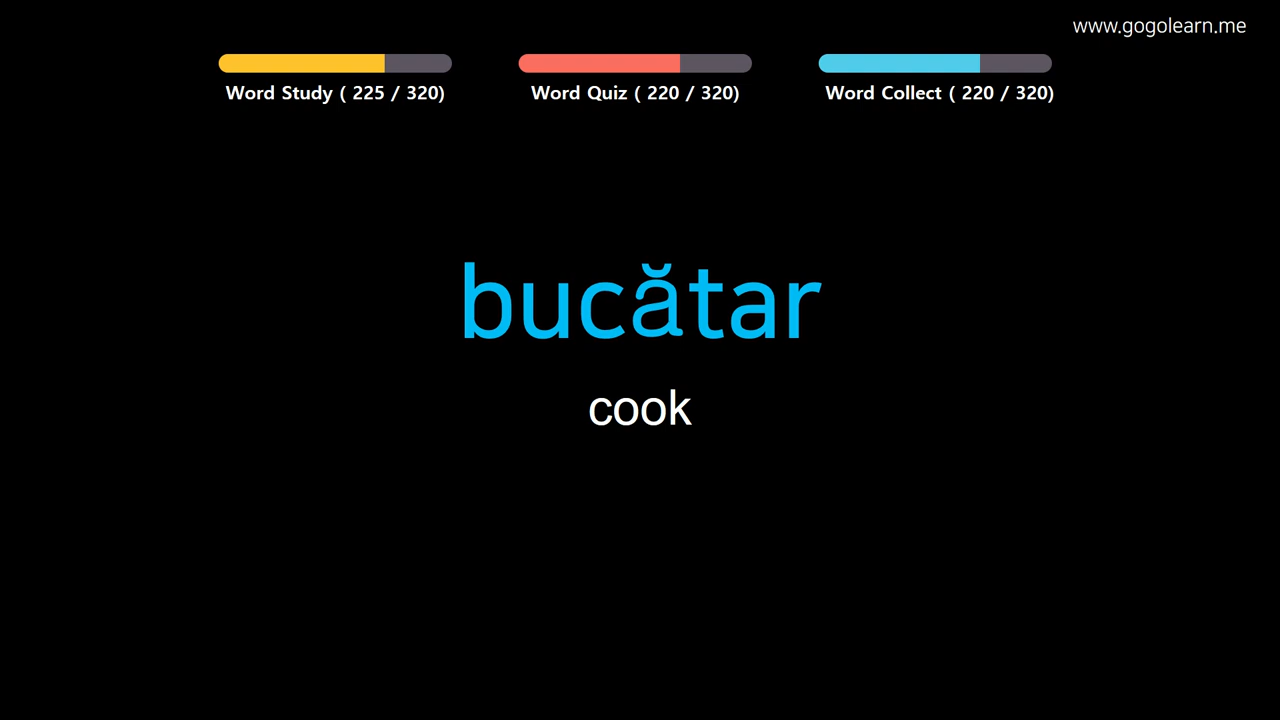 www.gogolearn.me
Word Study ( 225 / 320)
Word Quiz ( 220 / 320)
Word Collect ( 220 / 320)
bucătar
cook